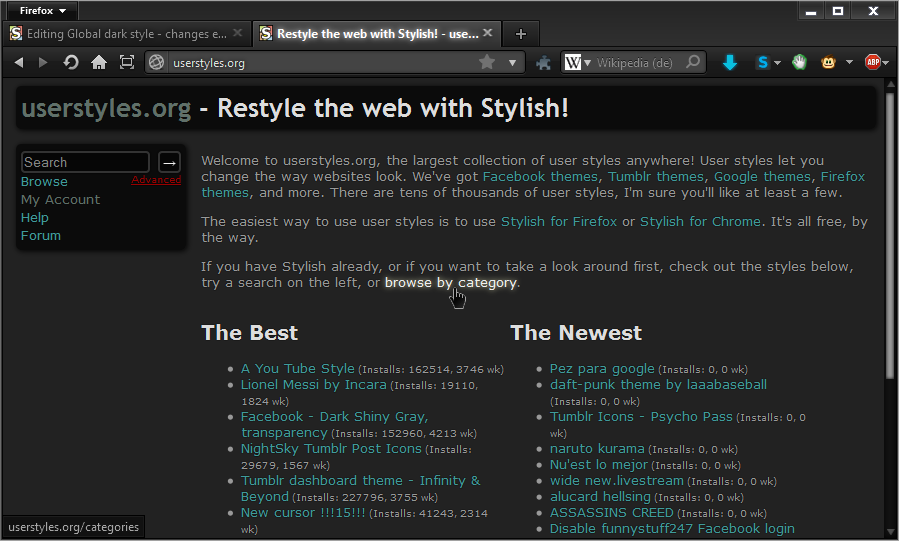 Firefox
Editing Global dark style - changes e...
Restyle the web with Stylish! - use...
userstyles.org
W
Wikipedia (de)
S
ABP
userstyles.org - Restyle the web with Stylish!
Search →
Browse Advanced
My Account
Help
Forum
Welcome to userstyles.org, the largest collection of user styles anywhere! User styles let you
change the way websites look. We've got Facebook themes, Tumblr themes, Google themes, Firefox
themes, and more. There are tens of thousands of user styles, I'm sure you'll like at least a few.
The easiest way to use user styles is to use Stylish for Firefox or Stylish for Chrome. It's all free, by
the way.
If you have Stylish already, or if you want to take a look around first, check out the styles below,
try a search on the left, or browse by category.
The Best
A You Tube Style (Installs: 162514, 3746 wk)
Lionel Messi by Incara (Installs: 19110,
1824 wk)
Facebook - Dark Shiny Gray,
transparency (Installs: 152960, 4213 wk)
NightSky Tumblr Post Icons (Installs:
29679, 1567 wk)
Tumblr dashboard theme - Infinity &
Beyond (Installs: 227796, 3755 wk)
New cursor !!!15!!! (Installs: 41243, 2314
wk)
The Newest
Pez para google (Installs: 0, 0 wk)
daft-punk theme by laaabaseball
(Installs: 0, 0 wk)
Tumblr Icons - Psycho Pass (Installs: 0, 0
wk)
naruto kurama (Installs: 0, 0 wk)
Nu'est lo mejor (Installs: 0, 0 wk)
wide new.livestream (Installs: 0, 0 wk)
alucard hellsing (Installs: 0, 0 wk)
ASSASSINS CREED (Installs: 0, 0 wk)
Disable funnystuff247 Facebook login
userstyles.org/categories